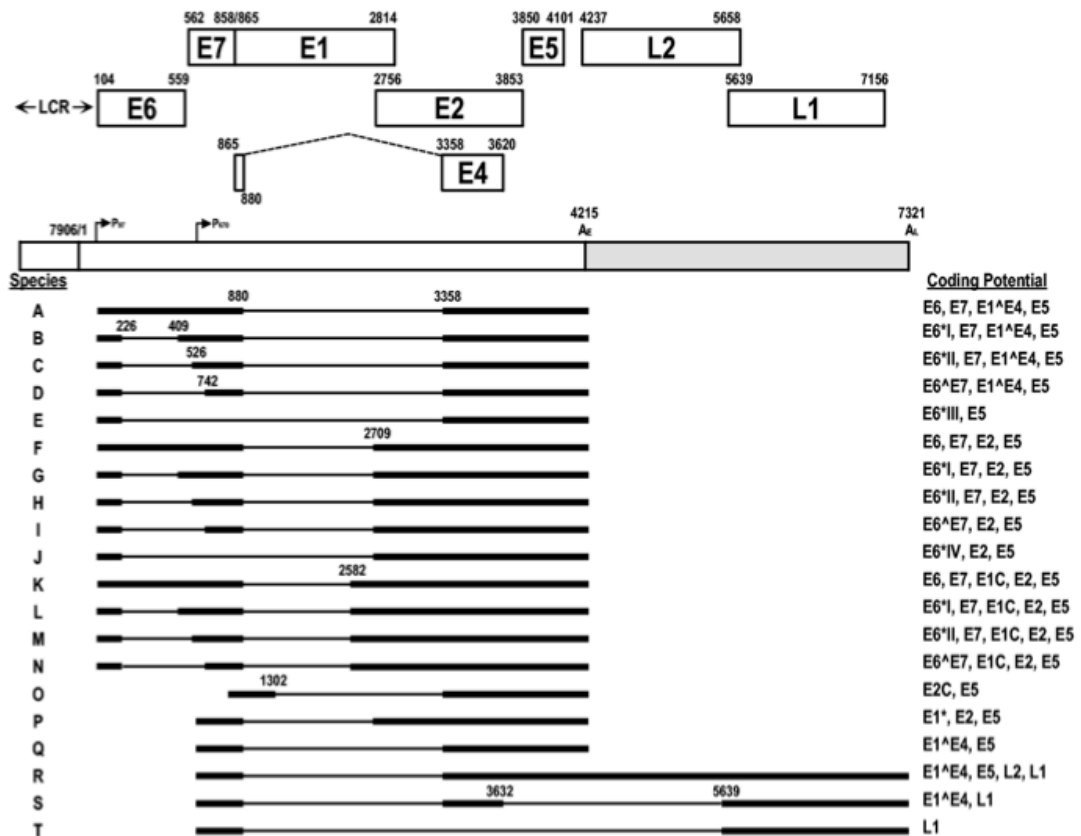 562 858/865 2814 3850 4101 4237 5658
E7 E1 E5 L2
104 559 2756 3853 5639 7156
←LCR→ E6 E2 L1
865 3358 3620
E4
880
7906/1 P97 P670 4215 7321
AE AL
Species Coding Potential
880 3358
A E6, E7, E1^E4, E5
226 409
B E6*I, E7, E1^E4, E5
526
C E6*II, E7, E1^E4, E5
742
D E6^E7, E1^E4, E5
E E6*III, E5
2709
F E6, E7, E2, E5
G E6*I, E7, E2, E5
H E6*II, E7, E2, E5
I E6^E7, E2, E5
J E6*IV, E2, E5
2582
K E6, E7, E1C, E2, E5
L E6*I, E7, E1C, E2, E5
M E6*II, E7, E1C, E2, E5
N E6^E7, E1C, E2, E5
1302
O E2C, E5
P E1*, E2, E5
Q E1^E4, E5
R E1^E4, E5, L2, L1
3632 5639
S E1^E4, L1
T L1